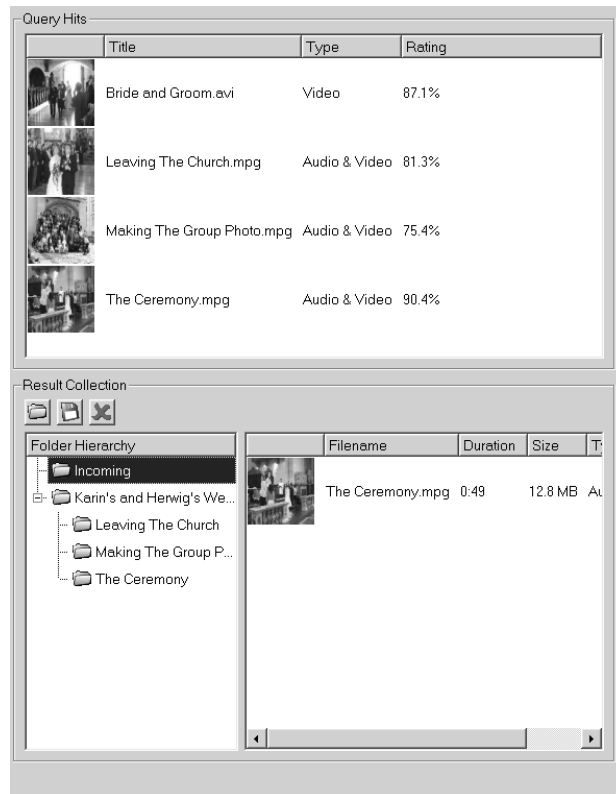 Query Hits
Title Type Rating
Bride and Groom.avi Video 87.1%
Leaving The Church.mpg Audio & Video 81.3%
Making The Group Photo.mpg Audio & Video 75.4%
The Ceremony.mpg Audio & Video 90.4%
Result Collection
Folder Hierarchy
Incoming
Karin's and Herwig's We...
Leaving The Church
Making The Group P...
The Ceremony
Filename Duration Size Ty
The Ceremony.mpg 0:49 12.8 MB Au